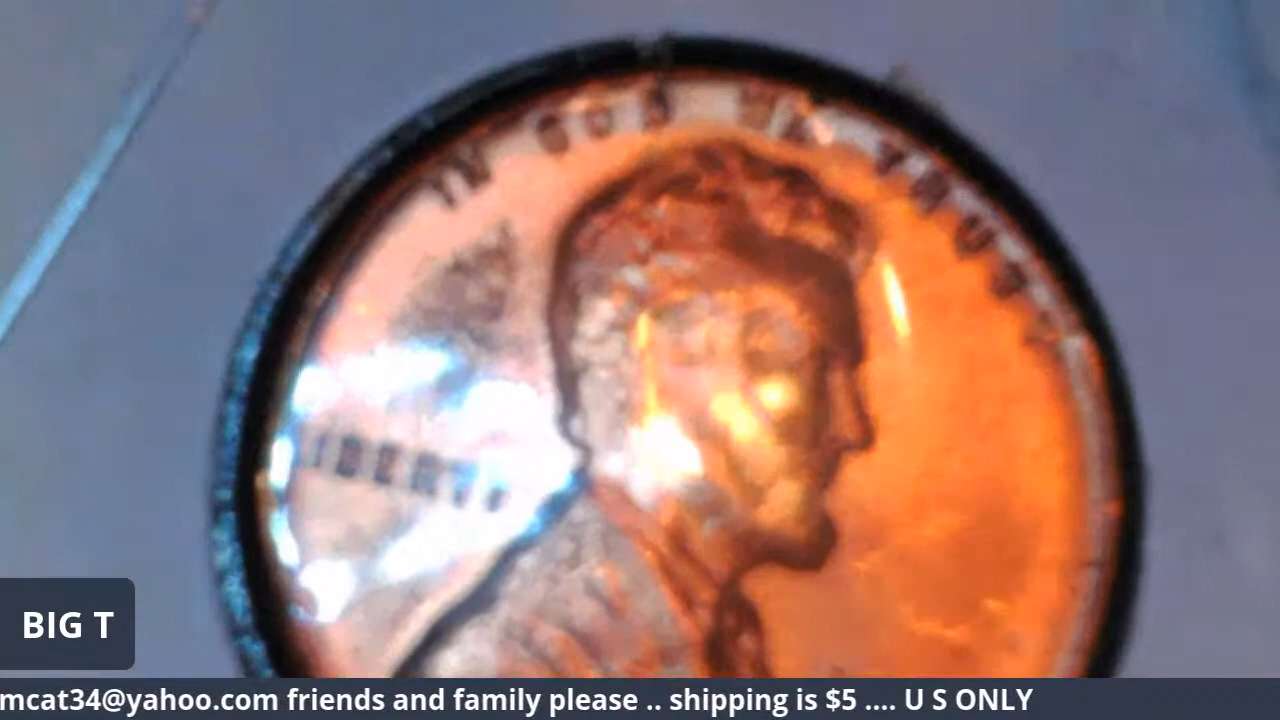 IN GOD WE TRUST
LIBERTY
BIG T
mcat34@yahoo.com friends and family please .. shipping is $5 .... U S ONLY